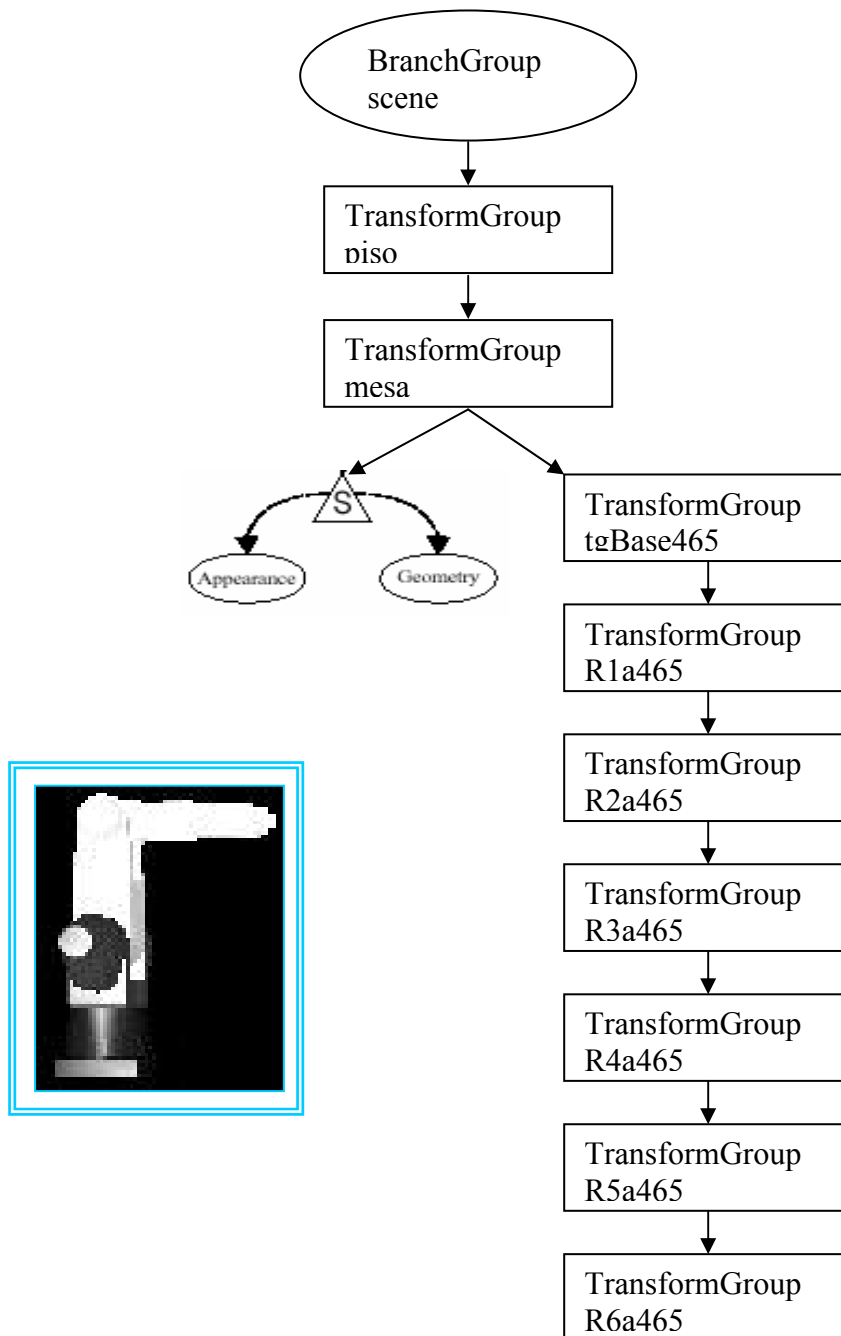 BranchGroup
scene
TransformGroup
piso
TransformGroup
mesa
S
Appearance
Geometry
TransformGroup
tgBase465
TransformGroup
R1a465
TransformGroup
R2a465
TransformGroup
R3a465
TransformGroup
R4a465
TransformGroup
R5a465
TransformGroup
R6a465